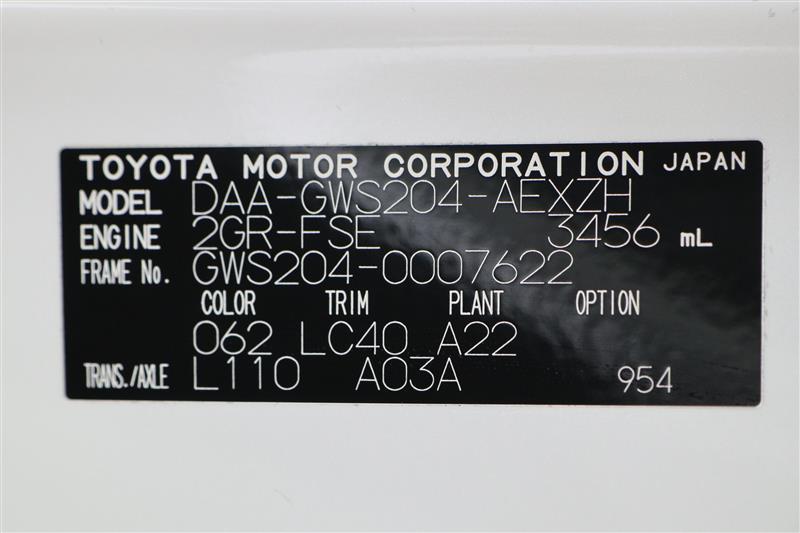 TOYOTA MOTOR CORPORATION JAPAN
MODEL DAA-GWS204-AEXZH
ENGINE 2GR-FSE 3456 mL
FRAME No. GWS204-0007622
COLOR TRIM PLANT OPTION
062 LC40 A22
TRANS./AXLE L110 A03A 954